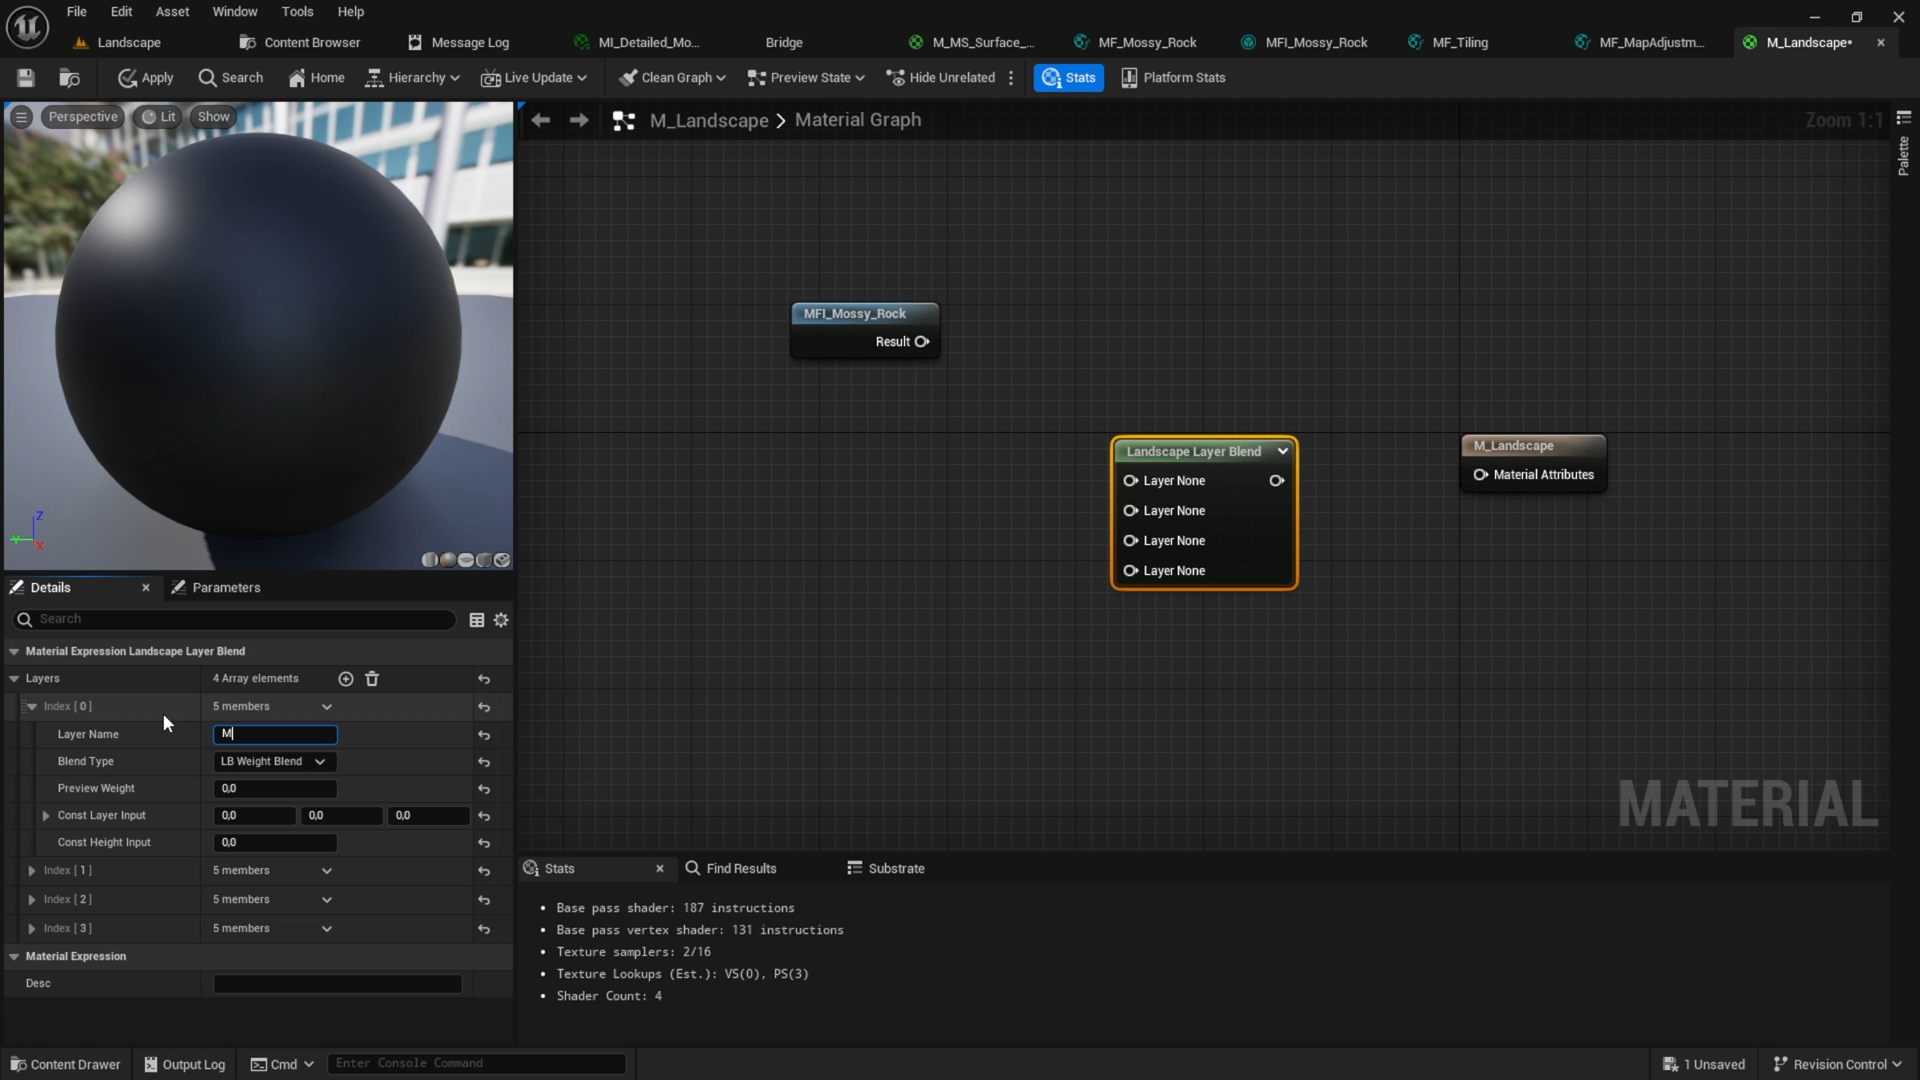 File Edit Asset Window Tools Help
Landscape Content Browser Message Log MI_Detailed_Mo... Bridge M_MS_Surface_... MF_Mossy_Rock MFI_Mossy_Rock MF_Tiling MF_MapAdjustm... M_Landscape*
Apply Search Home Hierarchy Live Update Clean Graph Preview State Hide Unrelated Stats Platform Stats
Perspective Lit Show
M_Landscape > Material Graph
Zoom 1:1
Palette
MFI_Mossy_Rock
Result
Landscape Layer Blend
Layer None
Layer None
Layer None
Layer None
M_Landscape
Material Attributes
MATERIAL
Z
Y
X
Details Parameters
Search
Material Expression Landscape Layer Blend
Layers 4 Array elements
Index [ 0 ] 5 members
Layer Name M
Blend Type LB Weight Blend
Preview Weight 0,0
Const Layer Input 0,0 0,0 0,0
Const Height Input 0,0
Index [ 1 ] 5 members
Index [ 2 ] 5 members
Index [ 3 ] 5 members
Material Expression
Desc
Stats Find Results Substrate
• Base pass shader: 187 instructions
• Base pass vertex shader: 131 instructions
• Texture samplers: 2/16
• Texture Lookups (Est.): VS(0), PS(3)
• Shader Count: 4
Content Drawer Output Log Cmd Enter Console Command 1 Unsaved Revision Control